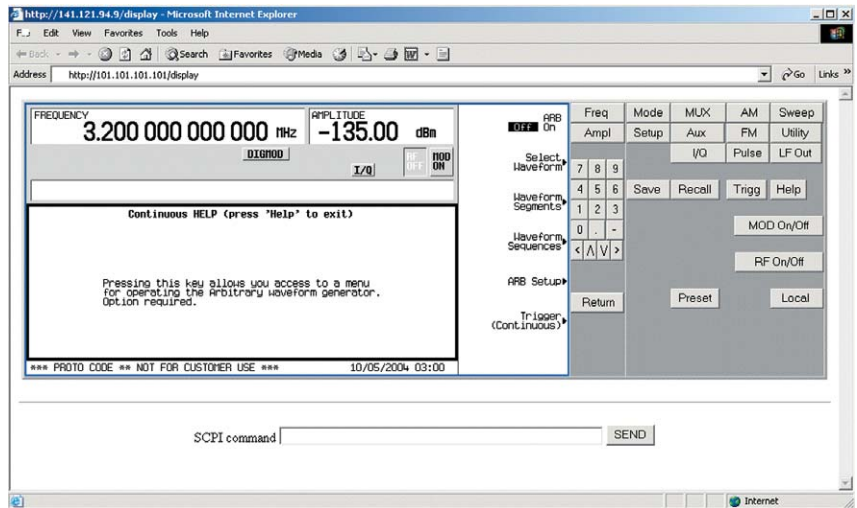 http://141.121.94.9/display - Microsoft Internet Explorer
Edit View Favorites Tools Help
Back Search Favorites Media
Address http://101.101.101.101/display Go Links »
FREQUENCY
3.200 000 000 000 MHz
AMPLITUDE
-135.00 dBm
DIGMOD
I/Q
RF OFF
MOD ON
Continuous HELP (press 'Help' to exit)
Pressing this key allows you access to a menu
for operating the Arbitrary waveform generator.
Option required.
*** PROTO CODE ** NOT FOR CUSTOMER USE *** 10/05/2004 03:00
ARB
OFF On
Select
Waveform
Waveform
Segments
Waveform
Sequences
ARB Setup
Trigger
(Continuous)
Freq Mode MUX AM Sweep
Ampl Setup Aux FM Utility
I/Q Pulse LF Out
7 8 9
4 5 6 Save Recall Trigg Help
1 2 3
0 . -
MOD On/Off
< Λ V >
RF On/Off
Return Preset Local
SCPI command SEND
Internet